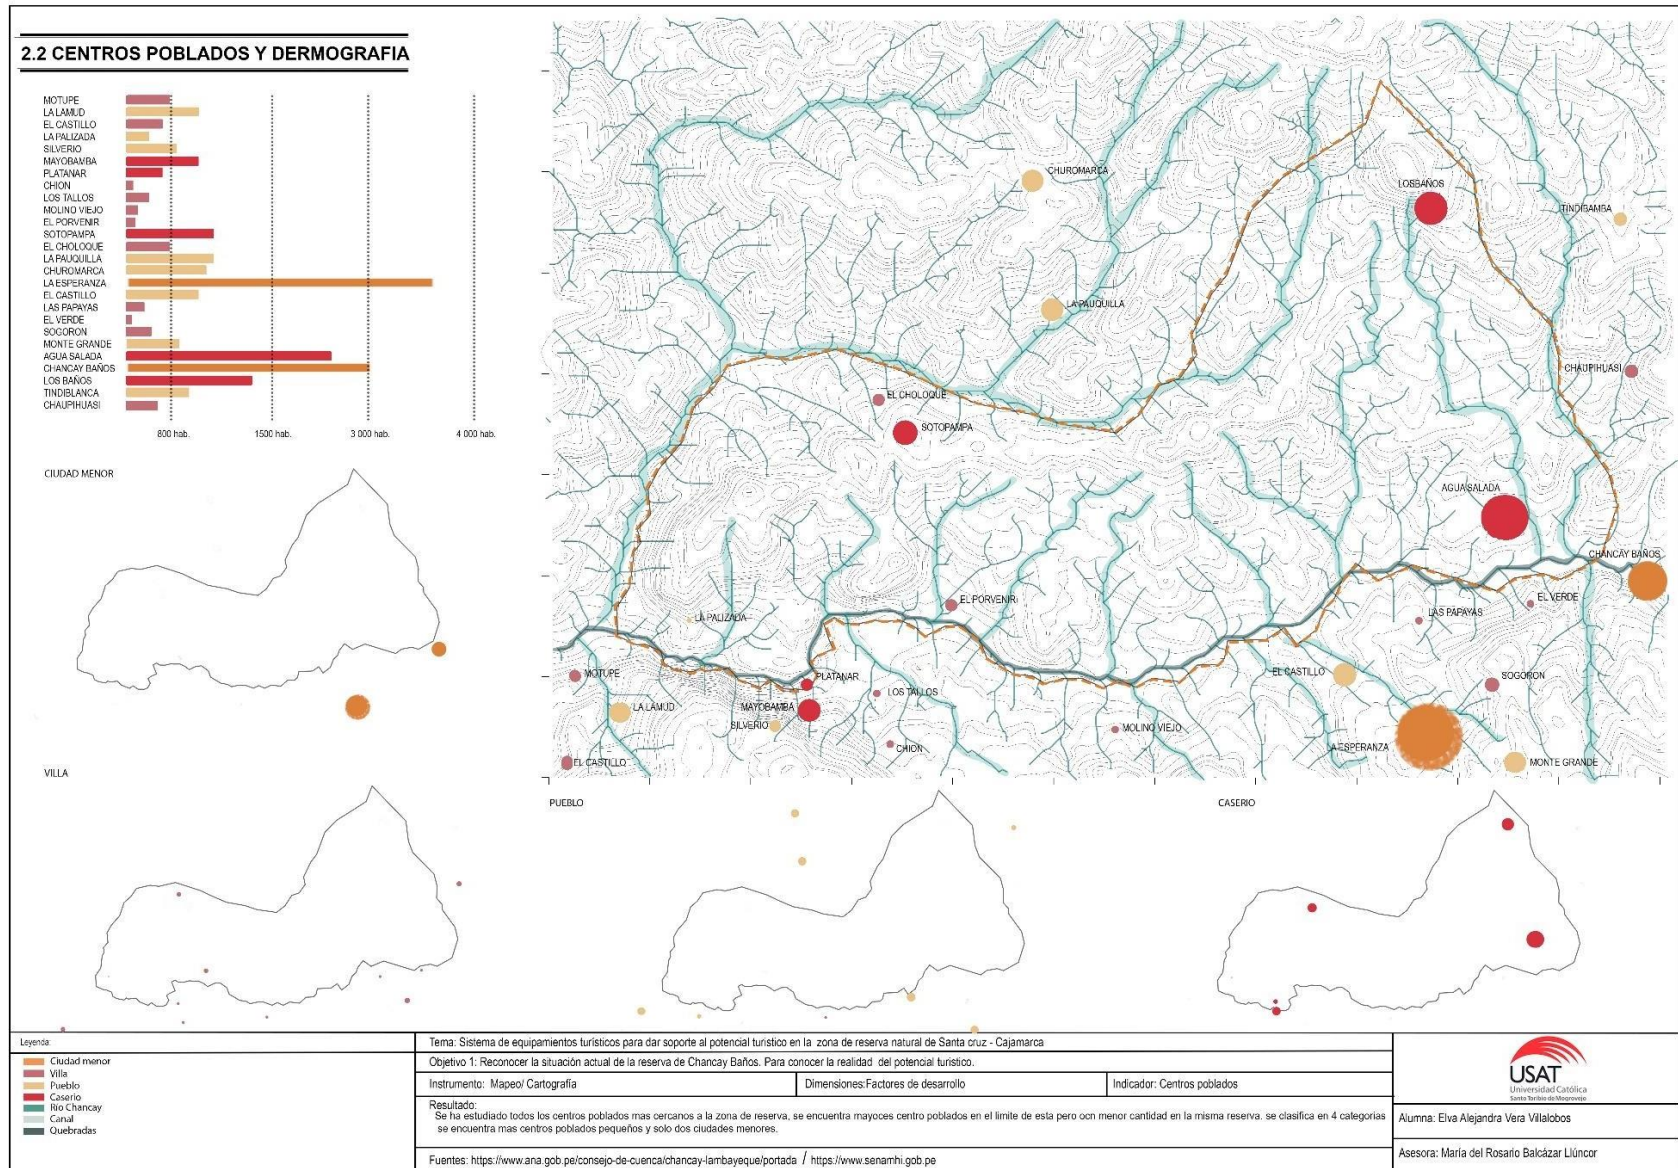 2.2 CENTROS POBLADOS Y DERMOGRAFIA
MOTUPE
LA LAMUD
EL CASTILLO
LA PALIZADA
SILVERIO
MAYOBAMBA
PLATANAR
CHION
LOS TALLOS
MOLINO VIEJO
EL PORVENIR
SOTOPAMPA
EL CHOLOQUE
LA PAUQUILLA
CHUROMARCA
LA ESPERANZA
EL CASTILLO
LAS PAPAYAS
EL VERDE
SOGORON
MONTE GRANDE
AGUA SALADA
CHANCAY BAÑOS
LOS BAÑOS
TINDIBLANCA
CHAUPIHUASI
800 hab. 1500 hab. 3 000 hab. 4 000 hab.
CHUROMARCA
LOSBAÑOS
TINDIBAMBA
LA PAUQUILLA
CHAUPIHUASI
EL CHOLOQUE
SOTOPAMPA
AGUA SALADA
CHANCAY BAÑOS
EL PORVENIR
EL VERDE
LAS PAPAYAS
LA PALIZADA
MOTUPE
PLATANAR
EL CASTILLO
SOGORON
LOS TALLOS
LA LAMUD
MAYOBAMBA
SILVERIO
MOLINO VIEJO
CHION
A ESPERANZA
EL CASTILLO
MONTE GRANDE
CIUDAD MENOR
VILLA
PUEBLO
CASERIO
Leyenda:
Ciudad menor
Villa
Pueblo
Caserio
Río Chancay
Canal
Quebradas
Tema: Sistema de equipamientos turísticos para dar soporte al potencial turistico en la zona de reserva natural de Santa cruz - Cajamarca
Objetivo 1: Reconocer la situación actual de la reserva de Chancay Baños. Para conocer la realidad del potencial turistico.
Instrumento: Mapeo/ Cartografía
Dimensiones:Factores de desarrollo
Indicador: Centros poblados
Resultado:
Se ha estudiado todos los centros poblados mas cercanos a la zona de reserva, se encuentra mayoces centro poblados en el limite de esta pero ocn menor cantidad en la misma reserva. se clasifica en 4 categorias
se encuentra mas centros poblados pequeños y solo dos ciudades menores.
Fuentes: https://www.ana.gob.pe/consejo-de-cuenca/chancay-lambayeque/portada / https://www.senamhi.gob.pe
USAT
Universidad Católica
Santo Toribio de Mogrovejo
Alumna: Elva Alejandra Vera Villalobos
Asesora: María del Rosario Balcázar Llúncor